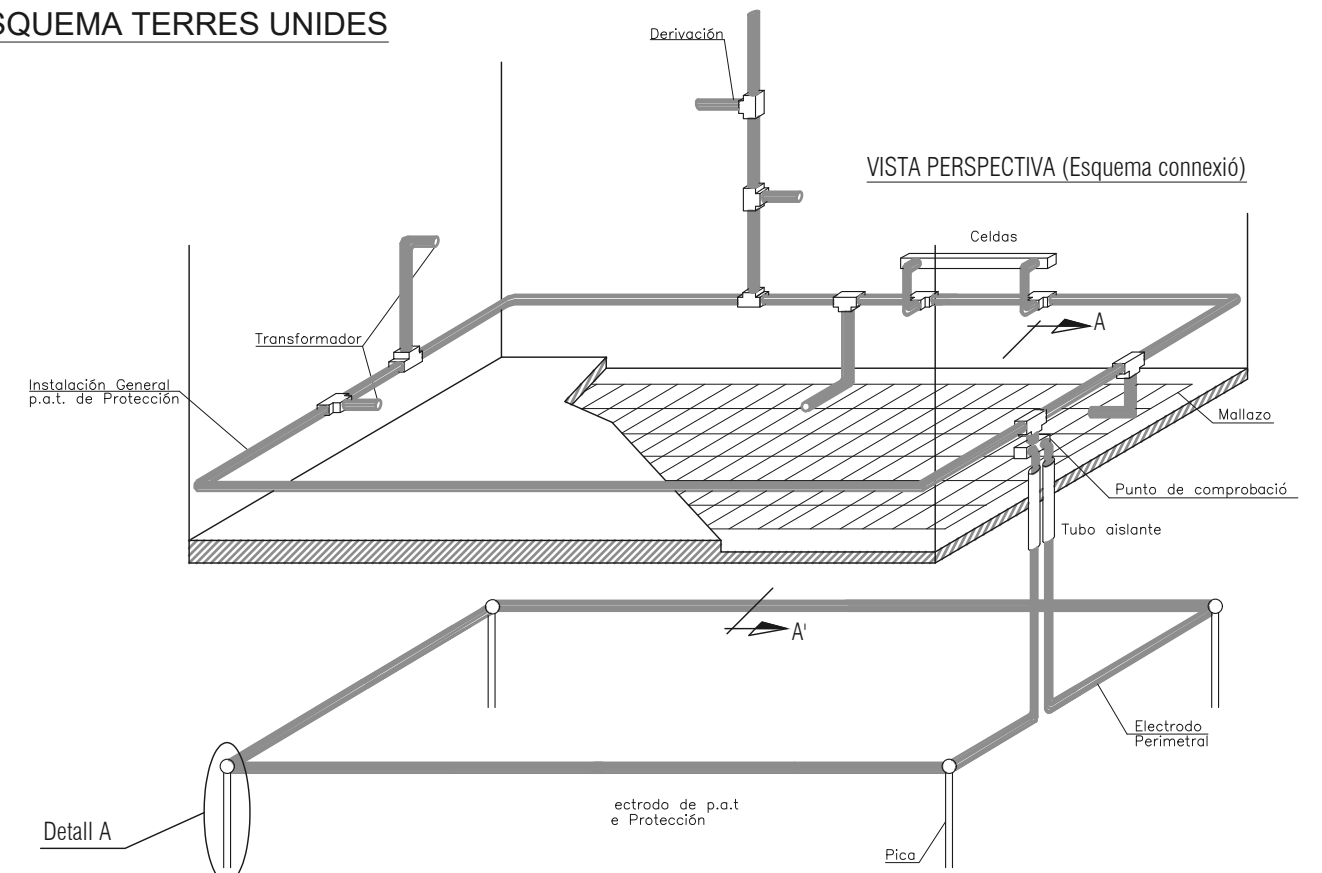 SQUEMA TERRES UNIDES
Derivación
VISTA PERSPECTIVA (Esquema connexió)
Celdas
A
Transformador
Instalación General
p.a.t. de Protección
Mallazo
Punto de comprobació
Tubo aislante
A'
Electrodo
Perimetral
ectrodo de p.a.t
e Protección
Detall A
Pica